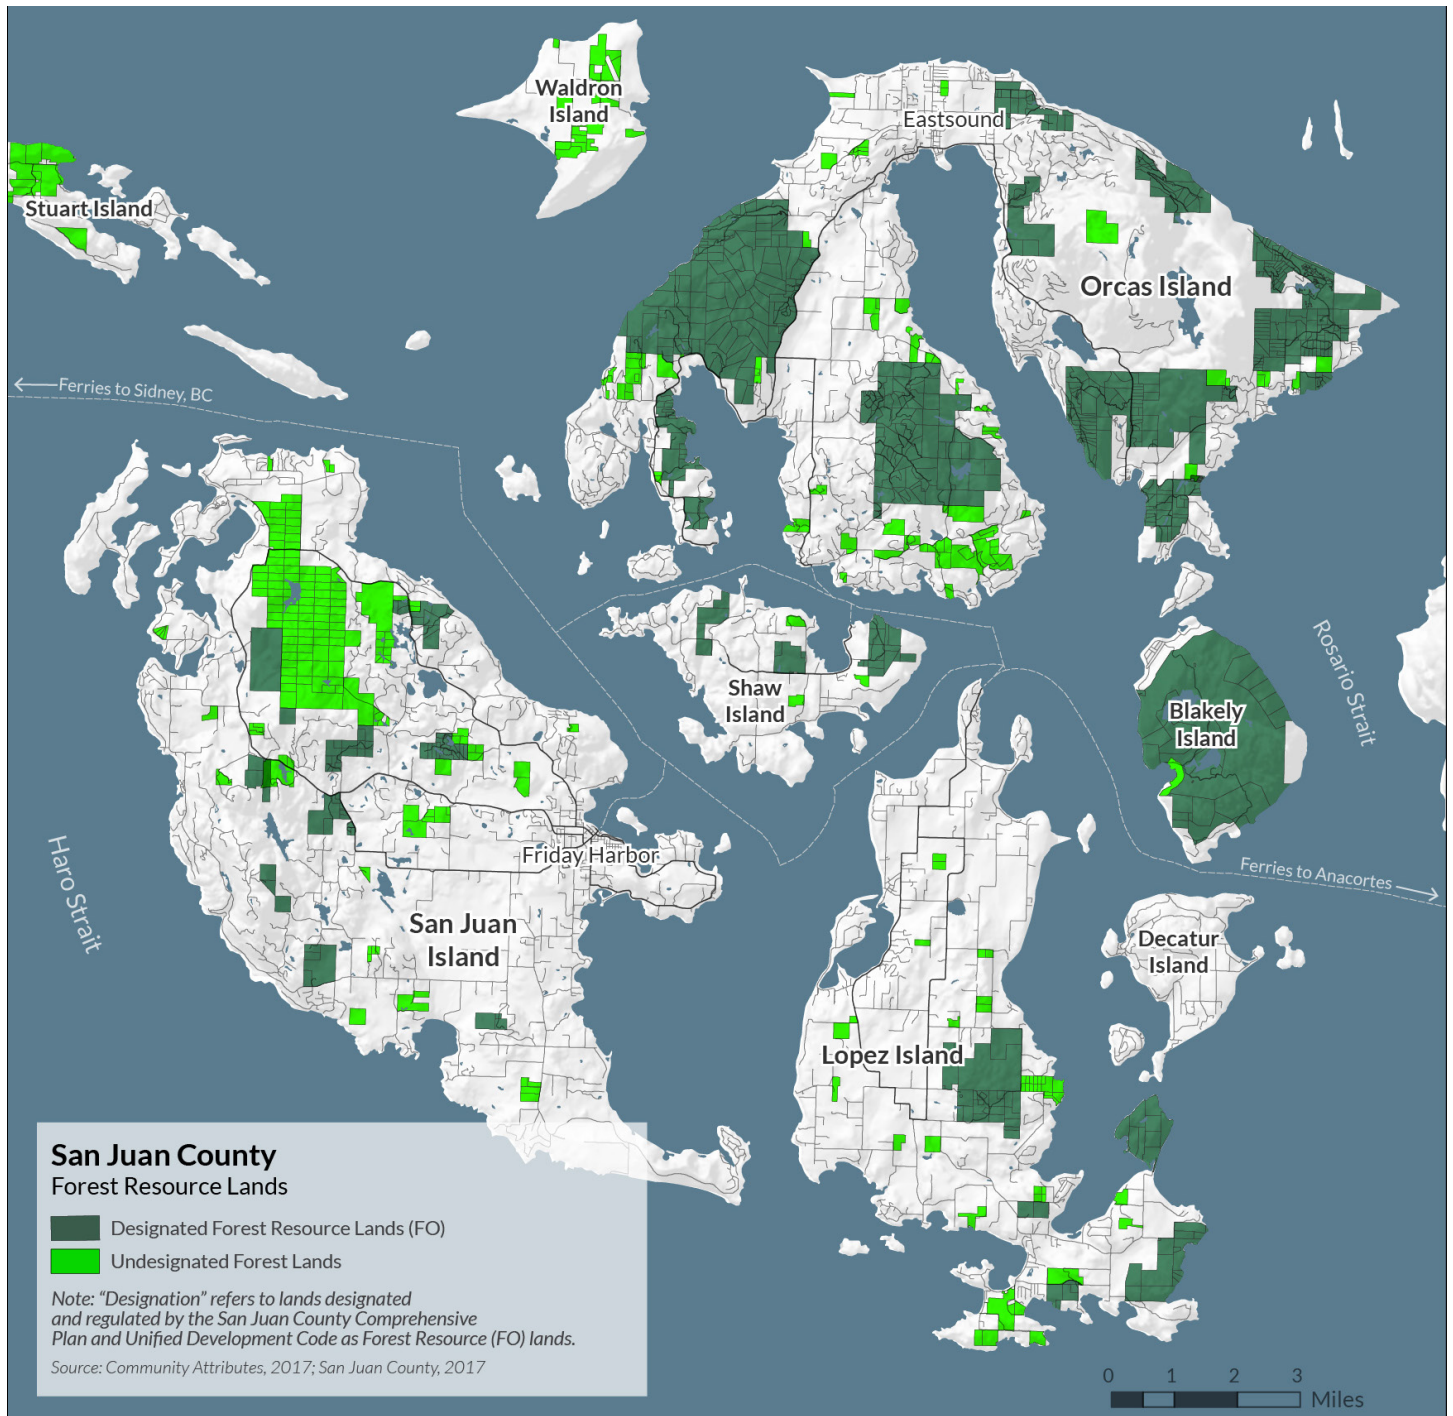 Waldron
Island
Eastsound
Stuart Island
Orcas Island
Ferries to Sidney, BC
Rosario Strait
Shaw
Island
Blakely
Island
Friday Harbor
Haro Strait
Ferries to Anacortes
San Juan
Island
Decatur
Island
Lopez Island
San Juan County
Forest Resource Lands
Designated Forest Resource Lands (FO)
Undesignated Forest Lands
Note: “Designation” refers to lands designated
and regulated by the San Juan County Comprehensive
Plan and Unified Development Code as Forest Resource (FO) lands.
Source: Community Attributes, 2017; San Juan County, 2017
0 1 2 3
Miles